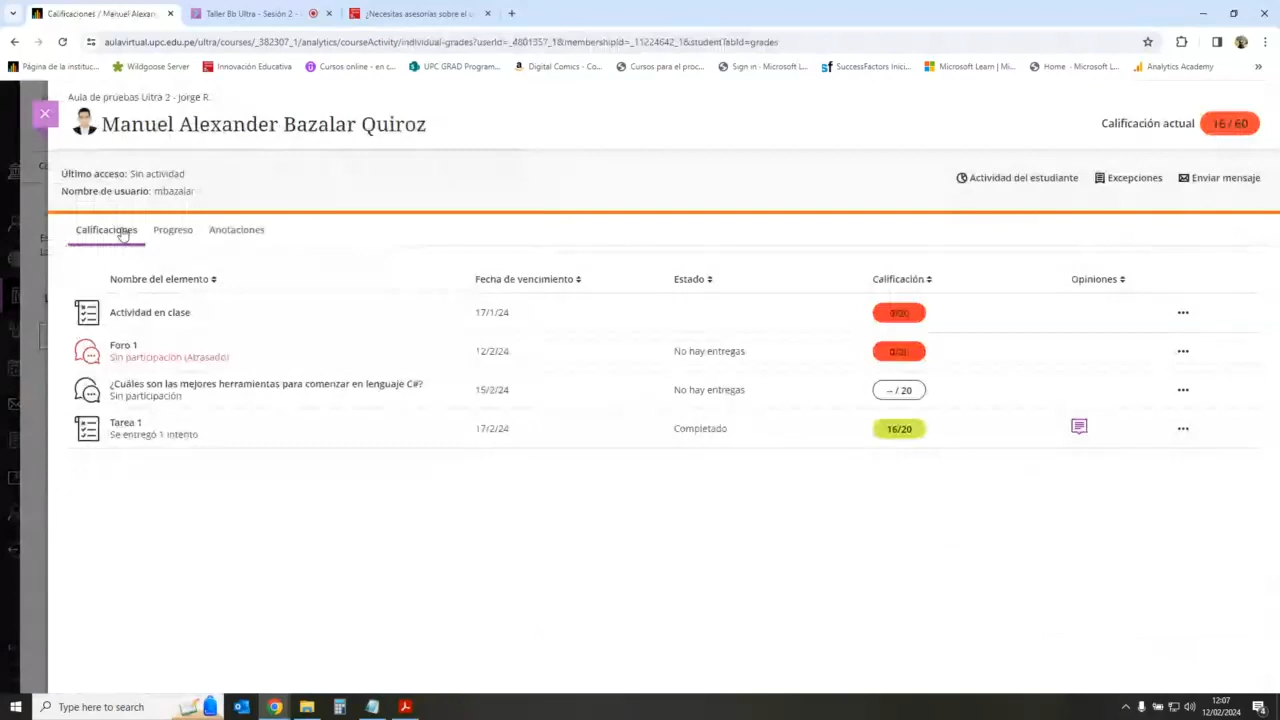 Calificaciones / Manuel Alexan
Taller Bb Ultra - Sesión 2 -
¿Necesitas asesorías sobre el u
aulavirtual.upc.edu.pe/ultra/courses/_382307_1/analytics/courseActivity/individual-grades?userId=_4801357_1&membershipId=_11224642_1&studentTabId=grades
Página de la instituc...
Wildgoose Server
Innovación Educativa
Cursos online - en c...
UPC GRAD Program...
Digital Comics - Co...
Cursos para el proc...
Sign in - Microsoft L...
SuccessFactors Inici...
Microsoft Learn | Mi...
Home - Microsoft L...
Analytics Academy
Aula de pruebas Ultra 2 - Jorge R...
Manuel Alexander Bazalar Quiroz
Calificación actual 16 / 60
Último acceso: Sin actividad
Nombre de usuario: mbazalar
Actividad del estudiante
Excepciones
Enviar mensaje
Calificaciones
Progreso
Anotaciones
Nombre del elemento
Fecha de vencimiento
Estado
Calificación
Opiniones
Actividad en clase
17/1/24
0/20
Foro 1
Sin participación (Atrasado)
12/2/24
No hay entregas
0/20
¿Cuáles son las mejores herramientas para comenzar en lenguaje C#?
Sin participación
15/2/24
No hay entregas
-- / 20
Tarea 1
Se entregó 1 intento
17/2/24
Completado
16/20
Type here to search
12:07
12/02/2024
4